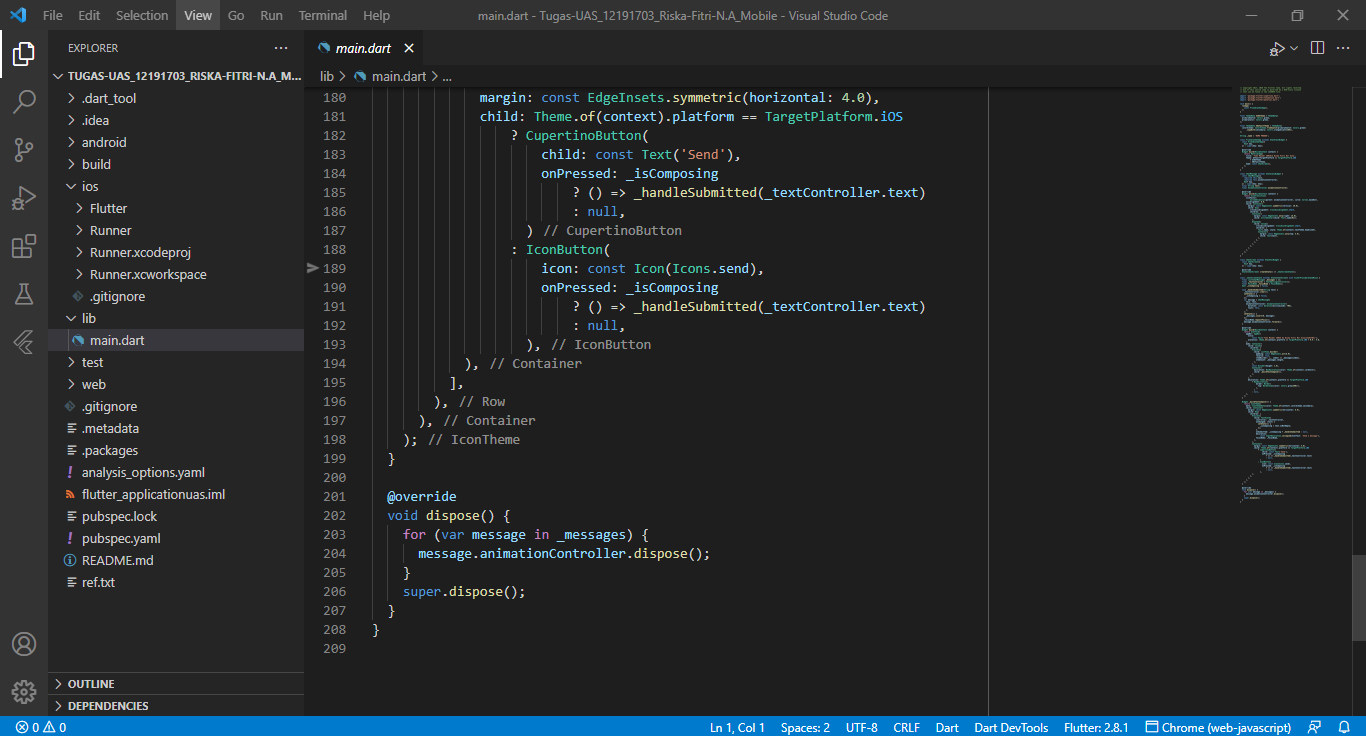 File Edit Selection View Go Run Terminal Help
main.dart - Tugas-UAS_12191703_Riska-Fitri-N.A_Mobile - Visual Studio Code
EXPLORER
TUGAS-UAS_12191703_RISKA-FITRI-N.A_M...
.dart_tool
.idea
android
build
ios
Flutter
Runner
Runner.xcodeproj
Runner.xcworkspace
.gitignore
lib
main.dart
test
web
.gitignore
.metadata
.packages
analysis_options.yaml
flutter_applicationuas.iml
pubspec.lock
pubspec.yaml
README.md
ref.txt
OUTLINE
DEPENDENCIES
main.dart
lib > main.dart > ...
180 margin: const EdgeInsets.symmetric(horizontal: 4.0),
181 child: Theme.of(context).platform == TargetPlatform.iOS
182 ? CupertinoButton(
183 child: const Text('Send'),
184 onPressed: _isComposing
185 ? () => _handleSubmitted(_textController.text)
186 : null,
187 ) // CupertinoButton
188 : IconButton(
189 icon: const Icon(Icons.send),
190 onPressed: _isComposing
191 ? () => _handleSubmitted(_textController.text)
192 : null,
193 ), // IconButton
194 ), // Container
195 ],
196 ), // Row
197 ), // Container
198 ); // IconTheme
199 }
200
201 @override
202 void dispose() {
203 for (var message in _messages) {
204 message.animationController.dispose();
205 }
206 super.dispose();
207 }
208 }
209
0 0 Ln 1, Col 1 Spaces: 2 UTF-8 CRLF Dart Dart DevTools Flutter: 2.8.1 Chrome (web-javascript)